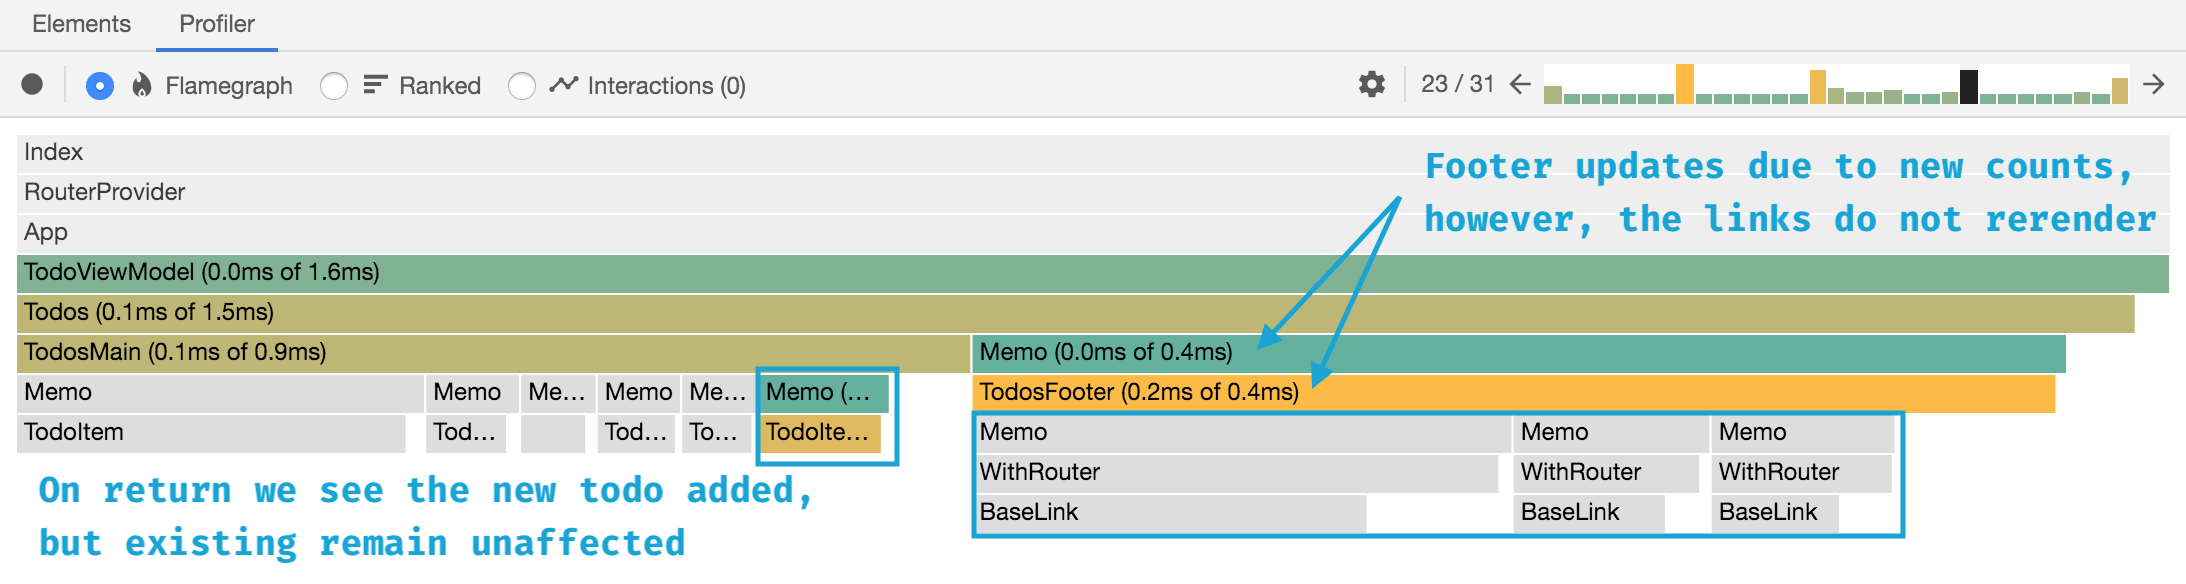 Elements Profiler
Flamegraph Ranked Interactions (0) 23 / 31
Index
RouterProvider
App
Footer updates due to new counts,
however, the links do not rerender
TodoViewModel (0.0ms of 1.6ms)
Todos (0.1ms of 1.5ms)
TodosMain (0.1ms of 0.9ms) Memo (0.0ms of 0.4ms)
Memo Memo Me... Memo Me... Memo (... TodosFooter (0.2ms of 0.4ms)
TodoItem Tod... Tod... To... TodoIte... Memo Memo Memo
WithRouter WithRouter WithRouter
BaseLink BaseLink BaseLink
On return we see the new todo added,
but existing remain unaffected